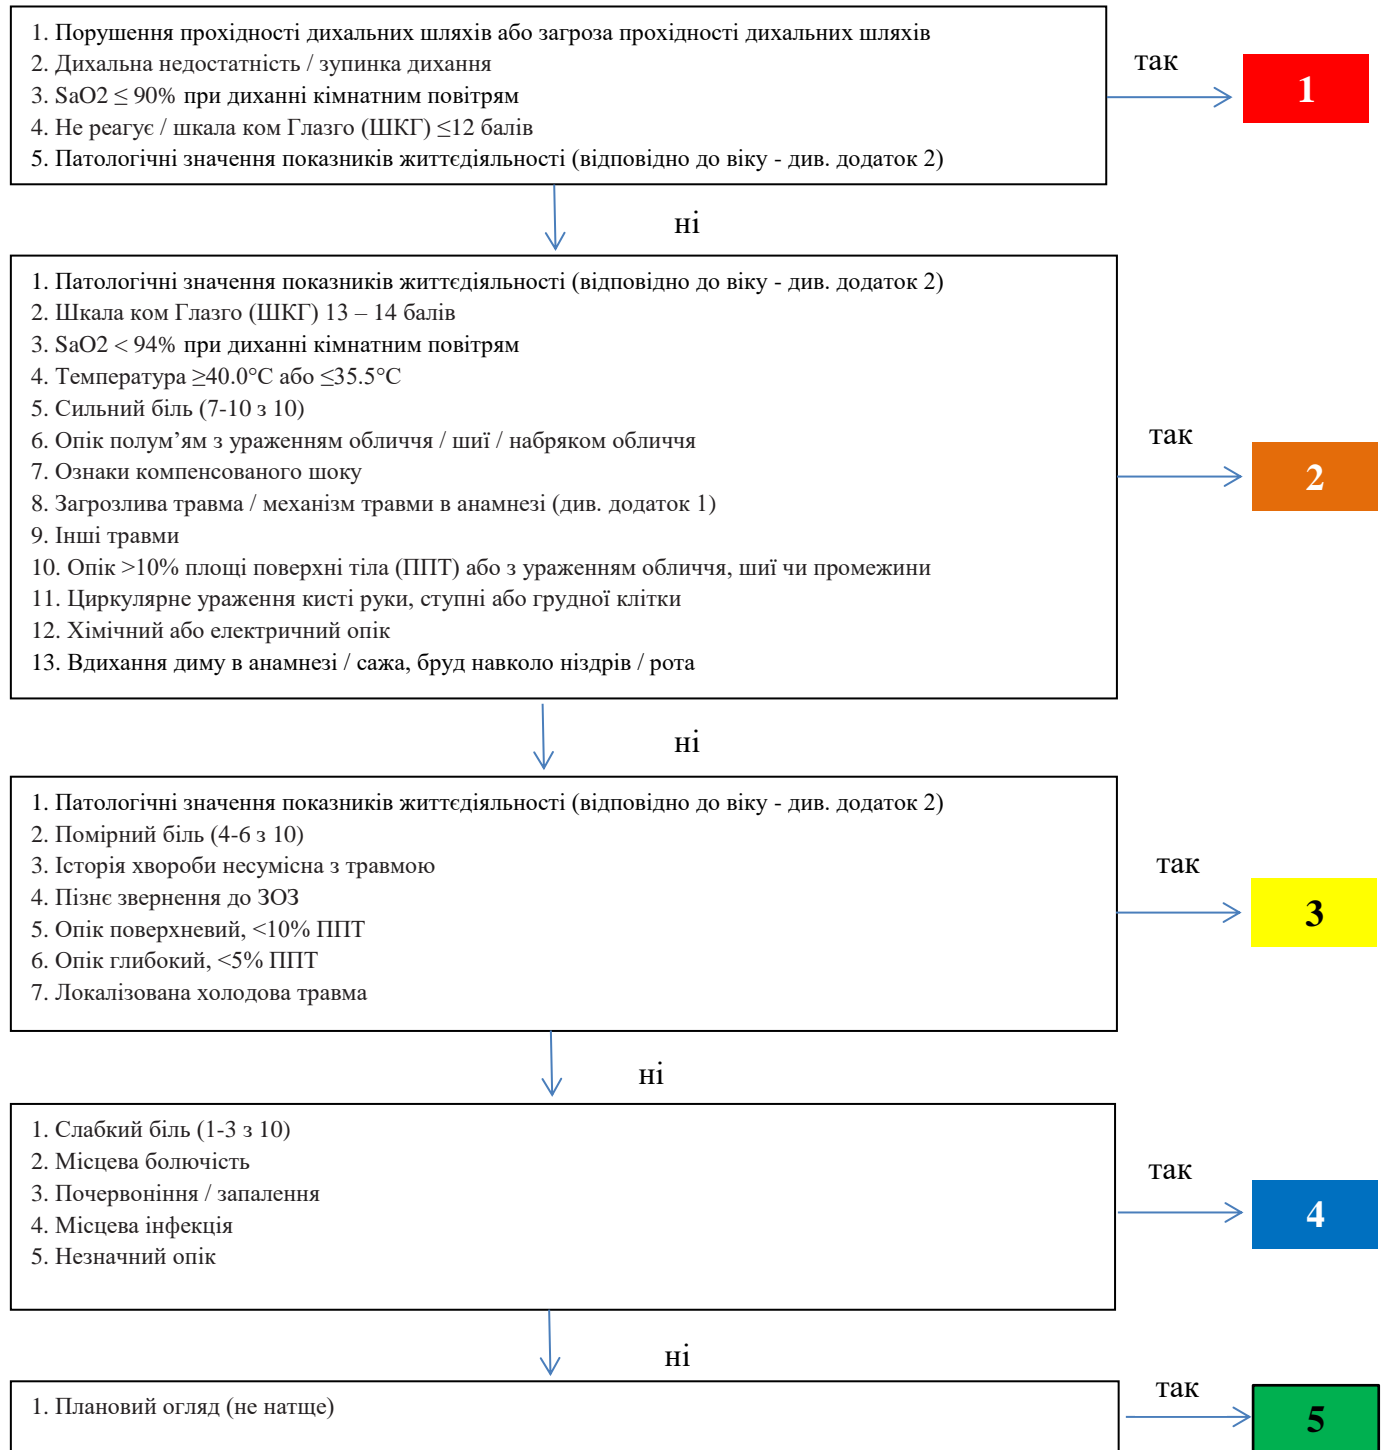 1. Порушення прохідності дихальних шляхів або загроза прохідності дихальних шляхів
2. Дихальна недостатність / зупинка дихання
3. SaO2 ≤ 90% при диханні кімнатним повітрям
4. Не реагує / шкала ком Глазго (ШКГ) ≤12 балів
5. Патологічні значення показників життєдіяльності (відповідно до віку - див. додаток 2)
так
1
ні
1. Патологічні значення показників життєдіяльності (відповідно до віку - див. додаток 2)
2. Шкала ком Глазго (ШКГ) 13 – 14 балів
3. SaO2 < 94% при диханні кімнатним повітрям
4. Температура ≥40.0°C або ≤35.5°C
5. Сильний біль (7-10 з 10)
6. Опік полум’ям з ураженням обличчя / шиї / набряком обличчя
7. Ознаки компенсованого шоку
8. Загрозлива травма / механізм травми в анамнезі (див. додаток 1)
9. Інші травми
10. Опік >10% площі поверхні тіла (ППТ) або з ураженням обличчя, шиї чи промежини
11. Циркулярне ураження кисті руки, ступні або грудної клітки
12. Хімічний або електричний опік
13. Вдихання диму в анамнезі / сажа, бруд навколо ніздрів / рота
так
2
ні
1. Патологічні значення показників життєдіяльності (відповідно до віку - див. додаток 2)
2. Помірний біль (4-6 з 10)
3. Історія хвороби несумісна з травмою
4. Пізнє звернення до ЗОЗ
5. Опік поверхневий, <10% ППТ
6. Опік глибокий, <5% ППТ
7. Локалізована холодова травма
так
3
ні
1. Слабкий біль (1-3 з 10)
2. Місцева болючість
3. Почервоніння / запалення
4. Місцева інфекція
5. Незначний опік
так
4
ні
1. Плановий огляд (не натще)
так
5